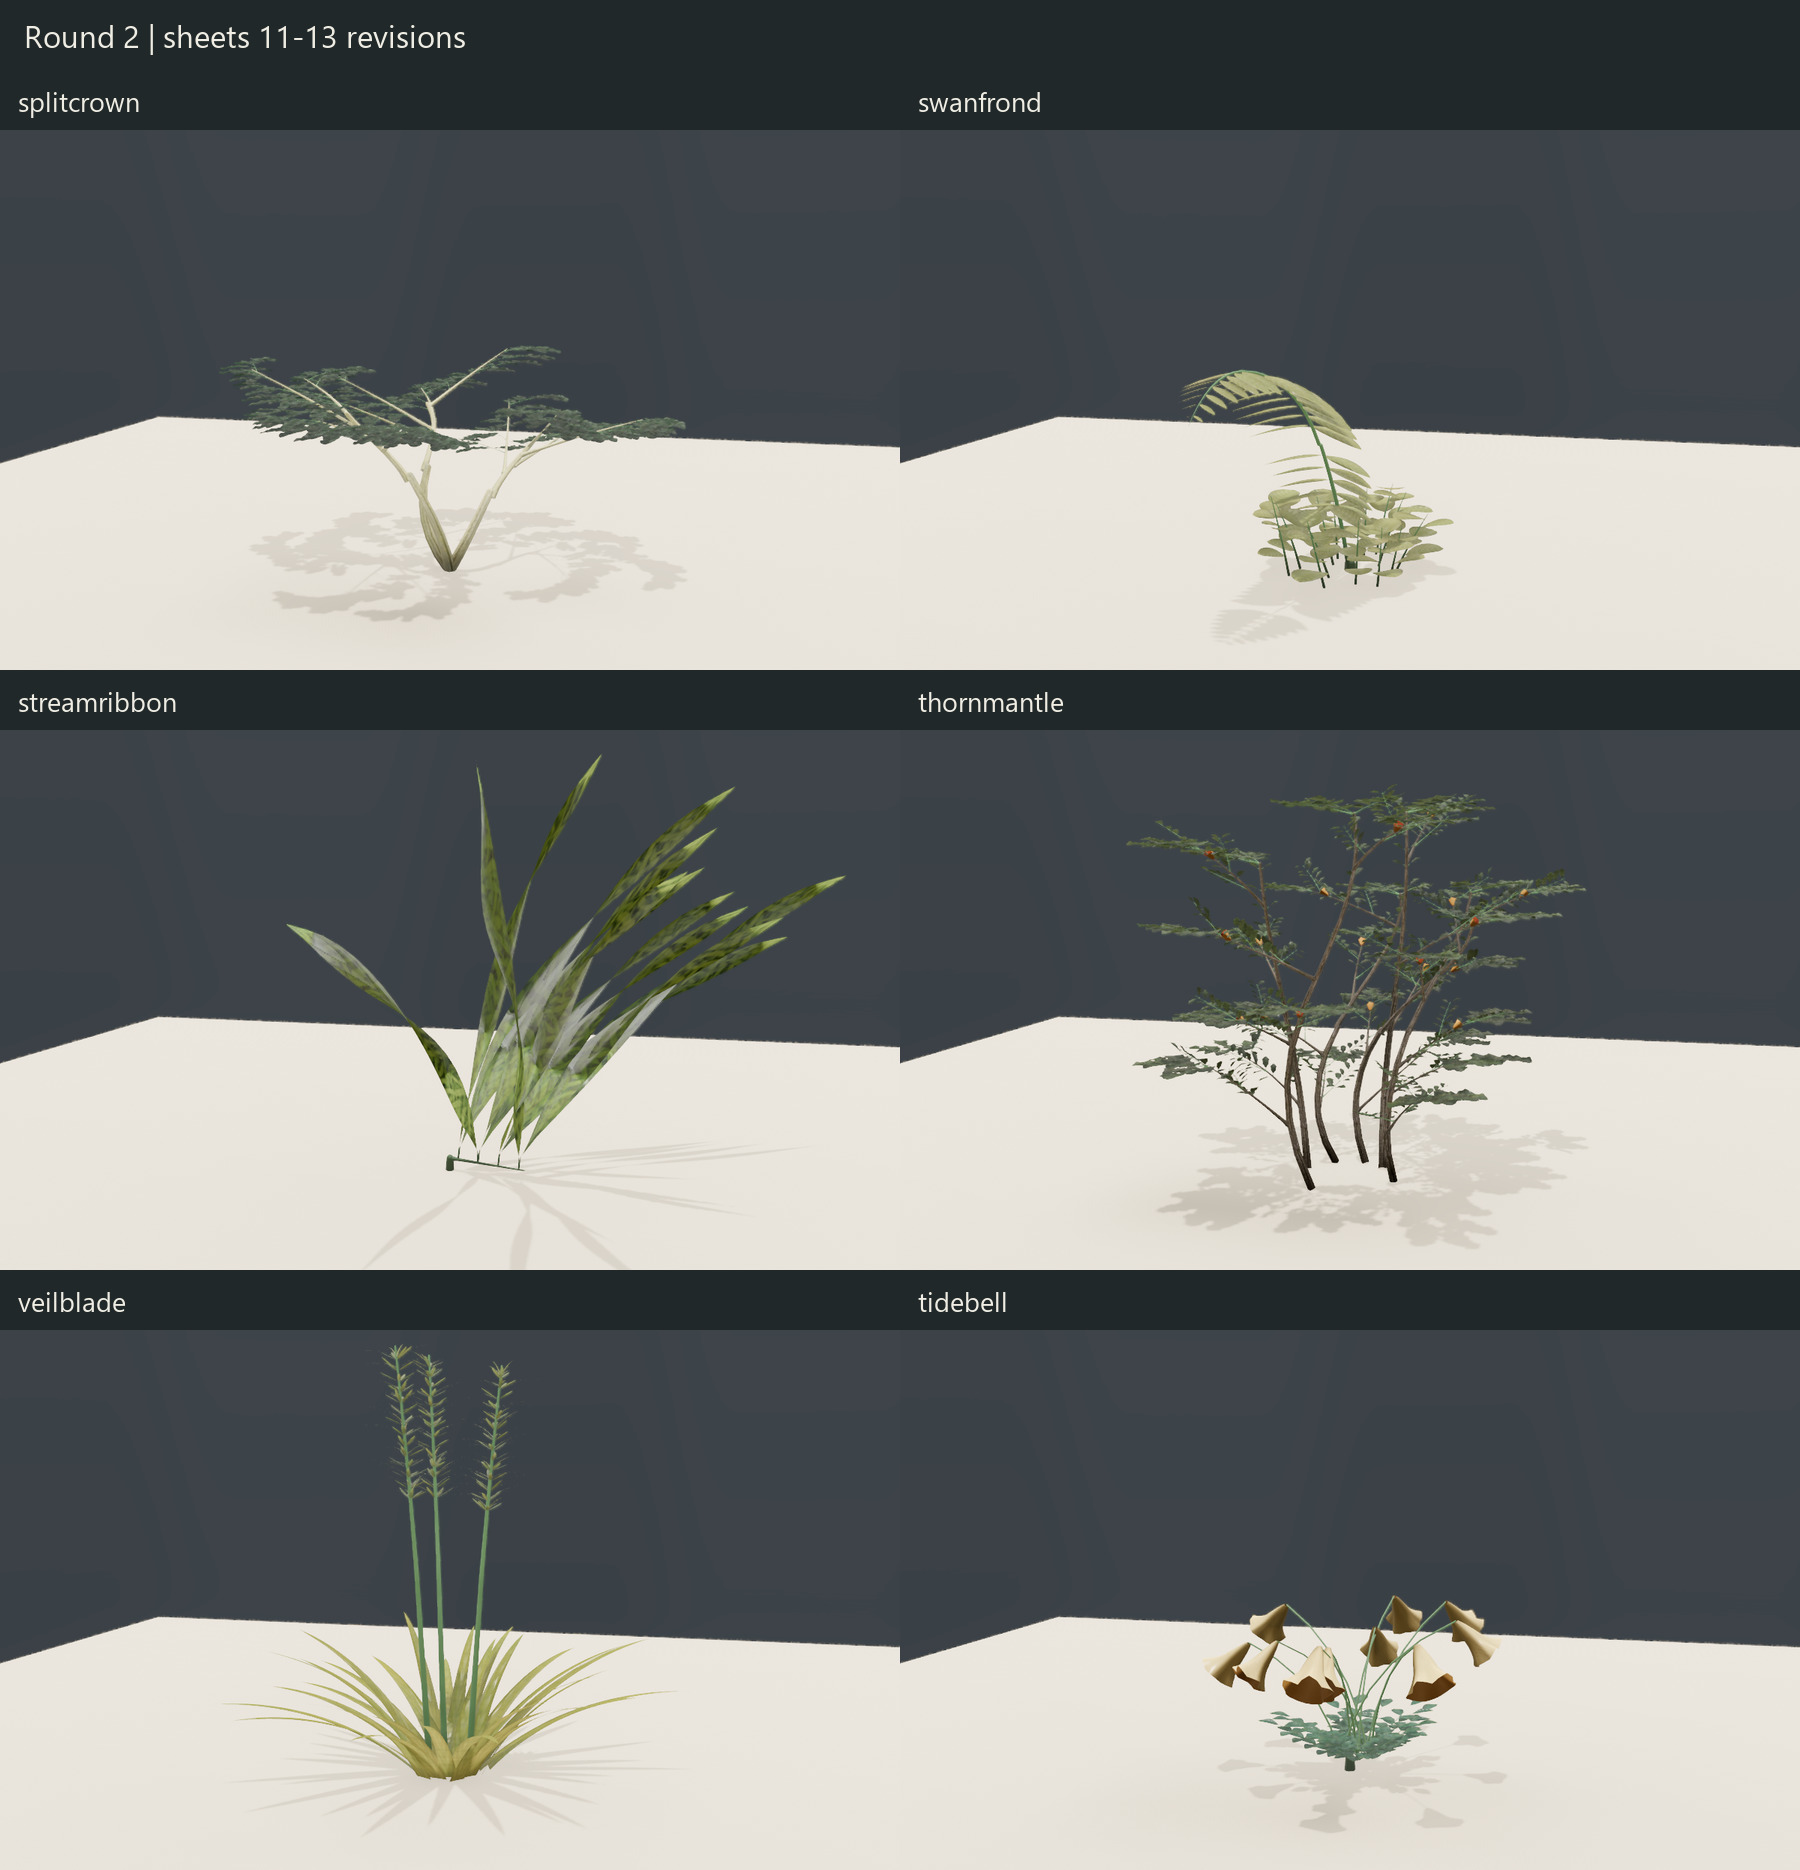 Round 2 | sheets 11-13 revisions
splitcrown
swanfrond
streamribbon
thornmantle
veilblade
tidebell